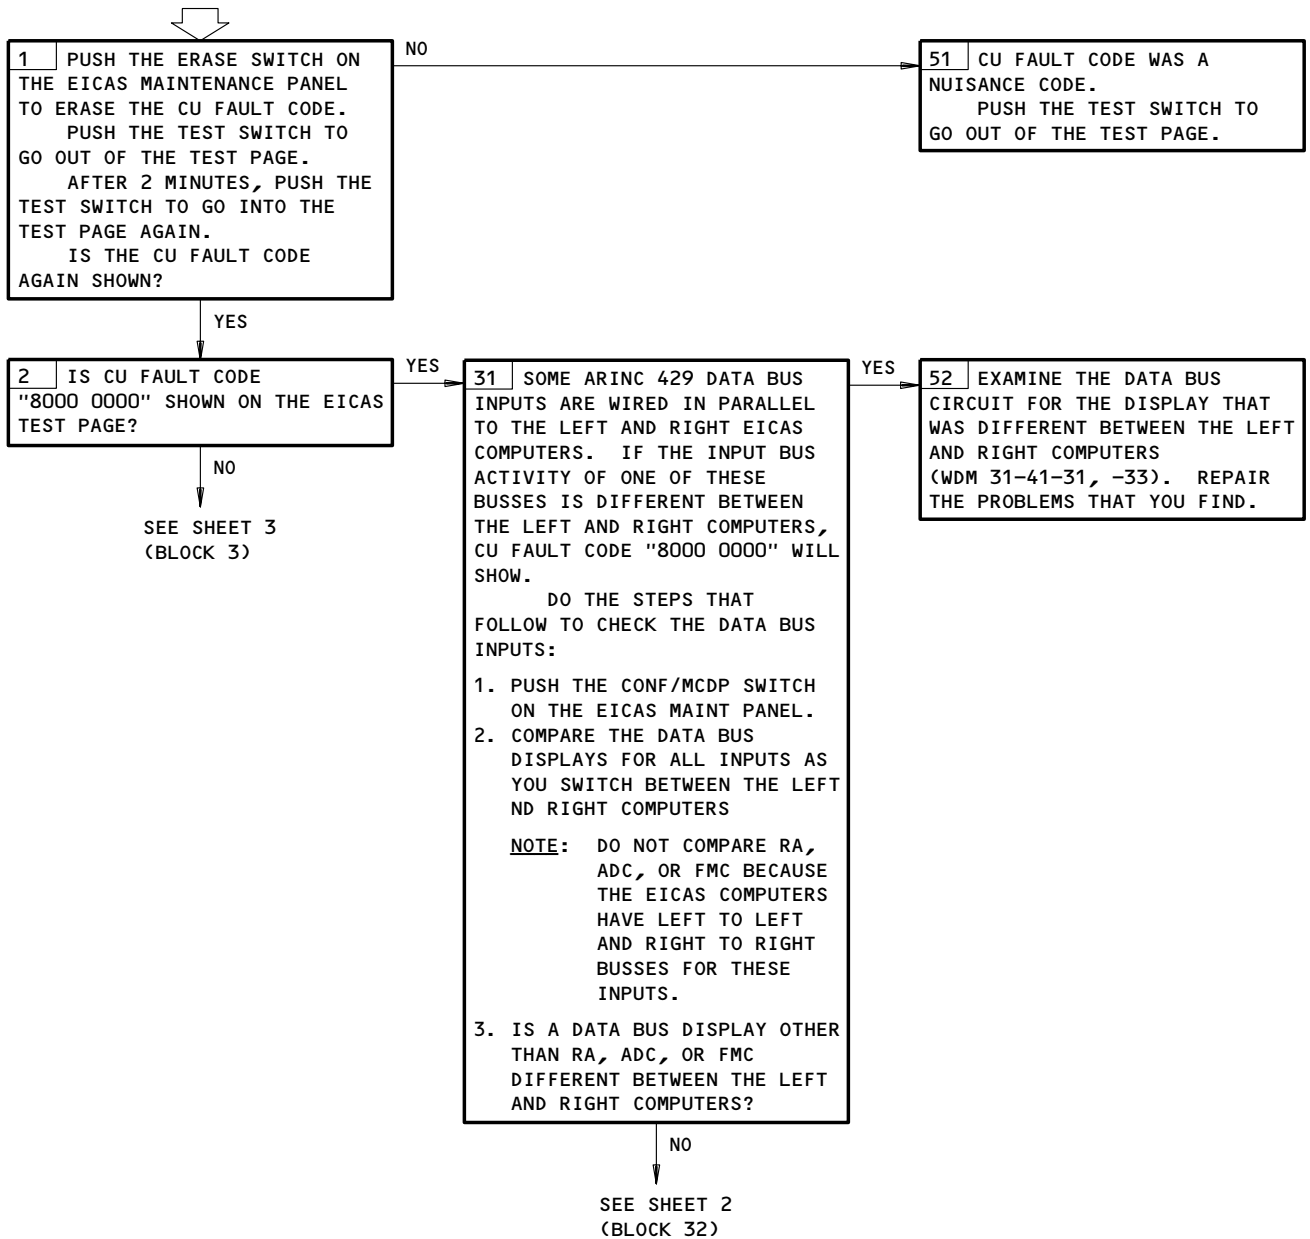 1 PUSH THE ERASE SWITCH ON
THE EICAS MAINTENANCE PANEL
TO ERASE THE CU FAULT CODE.
PUSH THE TEST SWITCH TO
GO OUT OF THE TEST PAGE.
AFTER 2 MINUTES, PUSH THE
TEST SWITCH TO GO INTO THE
TEST PAGE AGAIN.
IS THE CU FAULT CODE
AGAIN SHOWN?
NO
51 CU FAULT CODE WAS A
NUISANCE CODE.
PUSH THE TEST SWITCH TO
GO OUT OF THE TEST PAGE.
YES
2 IS CU FAULT CODE
"8000 0000" SHOWN ON THE EICAS
TEST PAGE?
NO
SEE SHEET 3
(BLOCK 3)
YES
31 SOME ARINC 429 DATA BUS
INPUTS ARE WIRED IN PARALLEL
TO THE LEFT AND RIGHT EICAS
COMPUTERS. IF THE INPUT BUS
ACTIVITY OF ONE OF THESE
BUSSES IS DIFFERENT BETWEEN
THE LEFT AND RIGHT COMPUTERS,
CU FAULT CODE "8000 0000" WILL
SHOW.
DO THE STEPS THAT
FOLLOW TO CHECK THE DATA BUS
INPUTS:
1. PUSH THE CONF/MCDP SWITCH
ON THE EICAS MAINT PANEL.
2. COMPARE THE DATA BUS
DISPLAYS FOR ALL INPUTS AS
YOU SWITCH BETWEEN THE LEFT
ND RIGHT COMPUTERS
NOTE: DO NOT COMPARE RA,
ADC, OR FMC BECAUSE
THE EICAS COMPUTERS
HAVE LEFT TO LEFT
AND RIGHT TO RIGHT
BUSSES FOR THESE
INPUTS.
3. IS A DATA BUS DISPLAY OTHER
THAN RA, ADC, OR FMC
DIFFERENT BETWEEN THE LEFT
AND RIGHT COMPUTERS?
YES
52 EXAMINE THE DATA BUS
CIRCUIT FOR THE DISPLAY THAT
WAS DIFFERENT BETWEEN THE LEFT
AND RIGHT COMPUTERS
(WDM 31-41-31, -33). REPAIR
THE PROBLEMS THAT YOU FIND.
NO
SEE SHEET 2
(BLOCK 32)